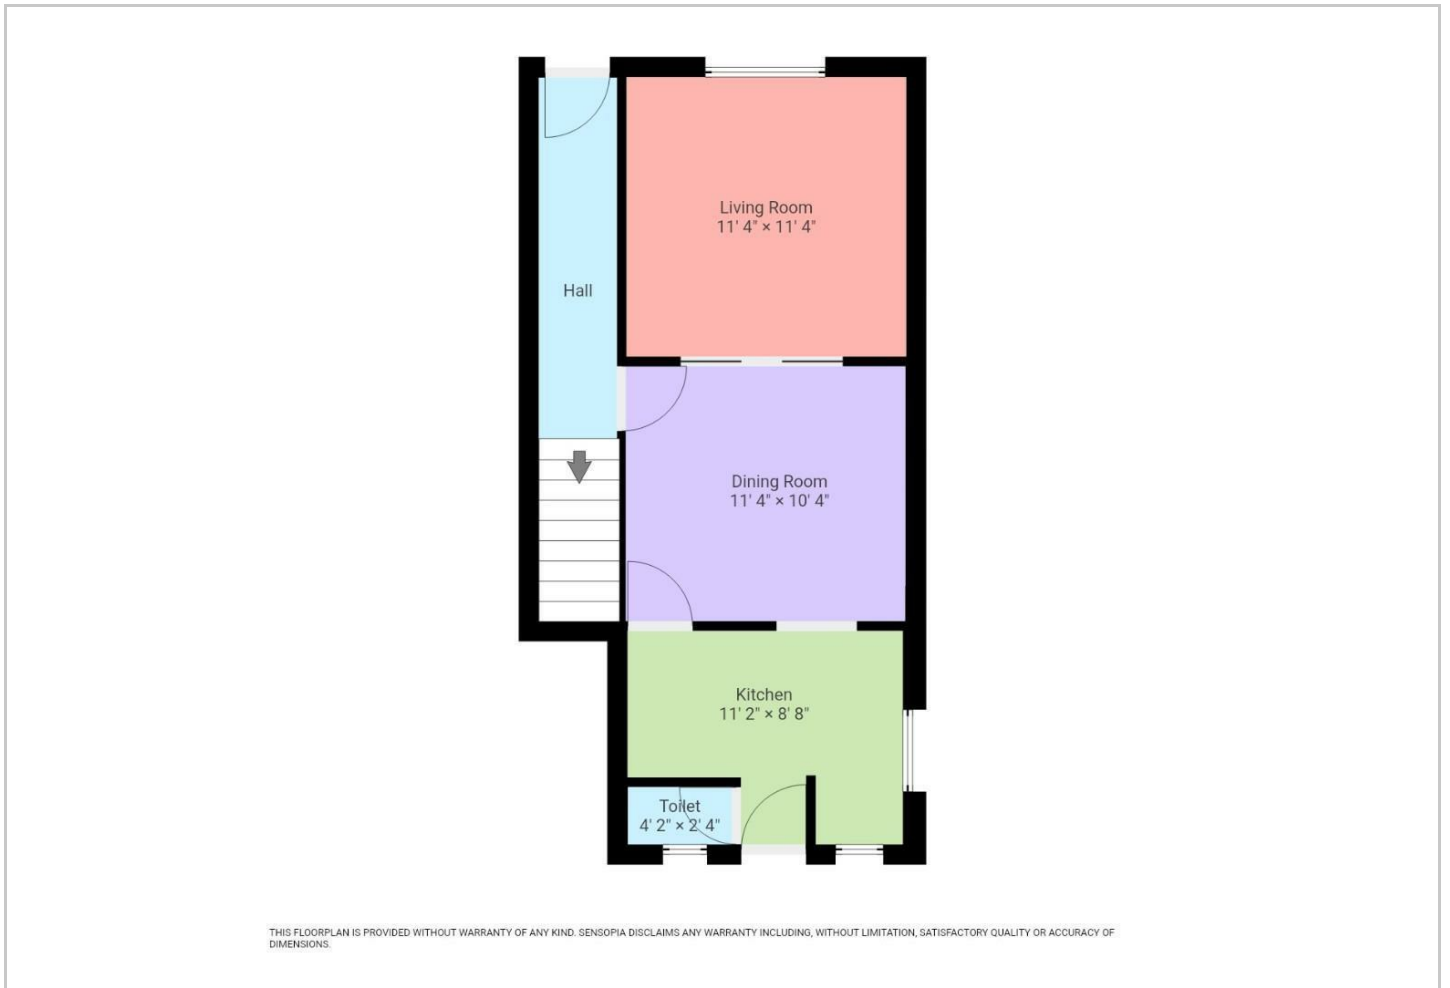 Living Room
11' 4" × 11' 4"
Hall
Dining Room
11' 4" × 10' 4"
Kitchen
11' 2" × 8' 8"
Toilet
4' 2" × 2' 4"
THIS FLOORPLAN IS PROVIDED WITHOUT WARRANTY OF ANY KIND. SENSOPIA DISCLAIMS ANY WARRANTY INCLUDING, WITHOUT LIMITATION, SATISFACTORY QUALITY OR ACCURACY OF
DIMENSIONS.